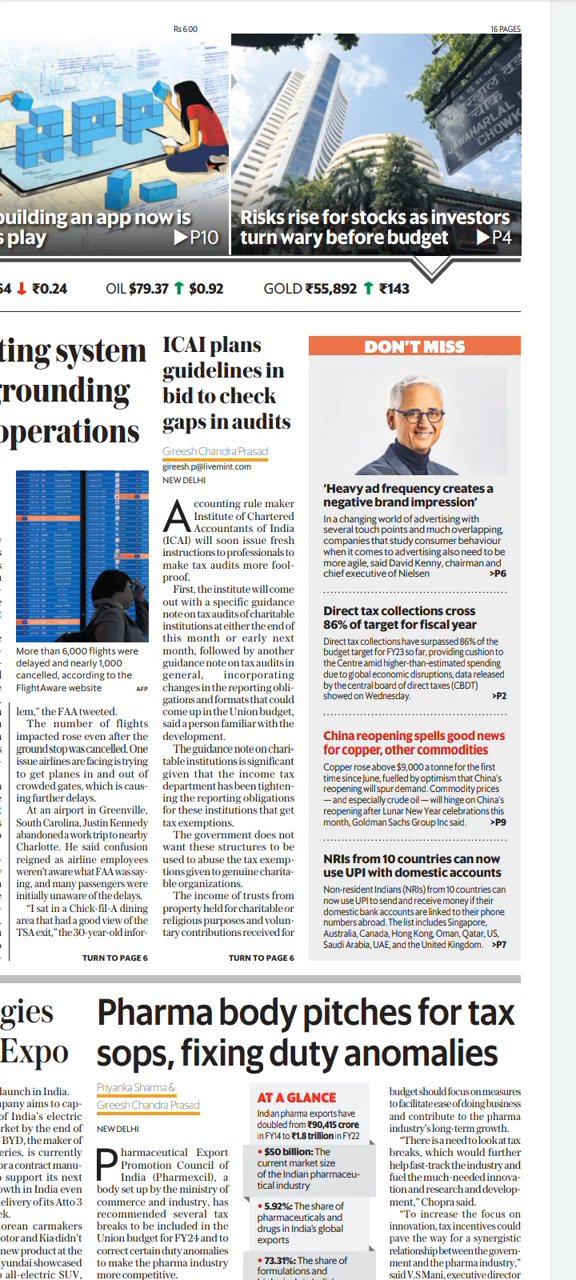 Rs 6.00
16 PAGES
APP
जवाहरलाल
चौक
JAWAHARLAL
CHOWK
building an app now is
s play
▶P10
Risks rise for stocks as investors
turn wary before budget ▶P4
64 ↓ ₹0.24 OIL $79.37 ↑ $0.92 GOLD ₹55,892 ↑ ₹143
ting system
grounding
operations
More than 6,000 flights were
delayed and nearly 1,000
cancelled, according to the
FlightAware website AFP
lem,” the FAA tweeted.
The number of flights
impacted rose even after the
ground stop was cancelled. One
issue airlines are facing is trying
to get planes in and out of
crowded gates, which is caus-
ing further delays.
At an airport in Greenville,
South Carolina, Justin Kennedy
abandoned a work trip to nearby
Charlotte. He said confusion
reigned as airline employees
weren’t aware what FAA was say-
ing, and many passengers were
initially unaware of the delays.
“I sat in a Chick-fil-A dining
area that had a good view of the
TSA exit,” the 30-year-old infor-
TURN TO PAGE 6
ICAI plans
guidelines in
bid to check
gaps in audits
Gireesh Chandra Prasad
gireesh.p@livemint.com
NEW DELHI
Accounting rule maker
Institute of Chartered
Accountants of India
(ICAI) will soon issue fresh
instructions to professionals to
make tax audits more fool-
proof.
First, the institute will come
out with a specific guidance
note on tax audits of charitable
institutions at either the end of
this month or early next
month, followed by another
guidance note on tax audits in
general, incorporating
changes in the reporting obli-
gations and formats that could
come up in the Union budget,
said a person familiar with the
development.
The guidance note on chari-
table institutions is significant
given that the income tax
department has been tighten-
ing the reporting obligations
for these institutions that get
tax exemptions.
The government does not
want these structures to be
used to abuse the tax exemp-
tions given to genuine charita-
ble organizations.
The income of trusts from
property held for charitable or
religious purposes and volun-
tary contributions received for
TURN TO PAGE 6
DON’T MISS
‘Heavy ad frequency creates a
negative brand impression’
In a changing world of advertising with
several touch points and much overlapping,
companies that study consumer behaviour
when it comes to advertising also need to be
more agile, said David Kenny, chairman and
chief executive of Nielsen >P6
Direct tax collections cross
86% of target for fiscal year
Direct tax collections have surpassed 86% of the
budget target for FY23 so far, providing cushion to
the Centre amid higher-than-estimated spending
due to global economic disruptions, data released
by the central board of direct taxes (CBDT)
showed on Wednesday. >P2
China reopening spells good news
for copper, other commodities
Copper rose above $9,000 a tonne for the first
time since June, fuelled by optimism that China’s
reopening will spur demand. Commodity prices
— and especially crude oil — will hinge on China’s
reopening after Lunar New Year celebrations this
month, Goldman Sachs Group Inc said. >P9
NRIs from 10 countries can now
use UPI with domestic accounts
Non-resident Indians (NRIs) from 10 countries can
now use UPI to send and receive money if their
domestic bank accounts are linked to their phone
numbers abroad. The list includes Singapore,
Australia, Canada, Hong Kong, Oman, Qatar, US,
Saudi Arabia, UAE, and the United Kingdom. >P7
gies
Expo
launch in India.
mpany aims to cap-
of India’s electric
rket by the end of
BYD, the maker of
eries, is currently
or a contract manu-
o support its next
owth in India even
delivery of its Atto 3
ek.
orean carmakers
otor and Kia didn’t
new product at the
yundai showcased
all-electric SUV,
Pharma body pitches for tax
sops, fixing duty anomalies
Priyanka Sharma &
Gireesh Chandra Prasad
NEW DELHI
Pharmaceutical Export
Promotion Council of
India (Pharmexcil), a
body set up by the ministry of
commerce and industry, has
recommended several tax
breaks to be included in the
Union budget for FY24 and to
correct certain duty anomalies
to make the pharma industry
more competitive.
AT A GLANCE
Indian pharma exports have
doubled from ₹90,415 crore
in FY14 to ₹1.8 trillion in FY22
• $50 billion: The
current market size
of the Indian pharmaceu-
tical industry
• 5.92%: The share of
pharmaceuticals and
drugs in India’s global
exports
• 73.31%: The share of
formulations and
budget should focus on measures
to facilitate ease of doing business
and contribute to the pharma
industry’s long-term growth.
“There is a need to look at tax
breaks, which would further
help fast-track the industry and
fuel the much-needed innova-
tion and research and develop-
ment,” Chopra said.
“To increase the focus on
innovation, tax incentives could
pave the way for a synergistic
relationship between the govern-
ment and the pharma industry,”
said V.S Mani, executive directo